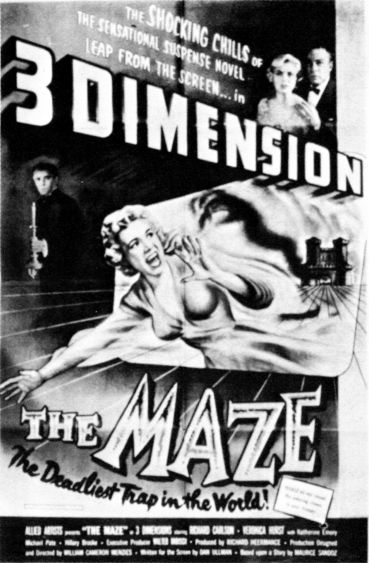 THE SHOCKING CHILLS OF
THE SENSATIONAL SUSPENSE NOVEL
LEAP FROM THE SCREEN... in
3 DIMENSION
THE MAZE
The Deadliest Trap in the World!
ALLIED ARTISTS presents "THE MAZE" in 3 DIMENSIONS starring RICHARD CARLSON · VERONICA HURST with Katherine Emery
Michael Pate · Hillary Brooke · Executive Producer WALTER MIRISCH · Produced by RICHARD HEERMANCE · Production Designed
and Directed by WILLIAM CAMERON MENZIES · Written for the Screen by DAN ULLMAN · Based upon a Story by MAURICE SANDOZ